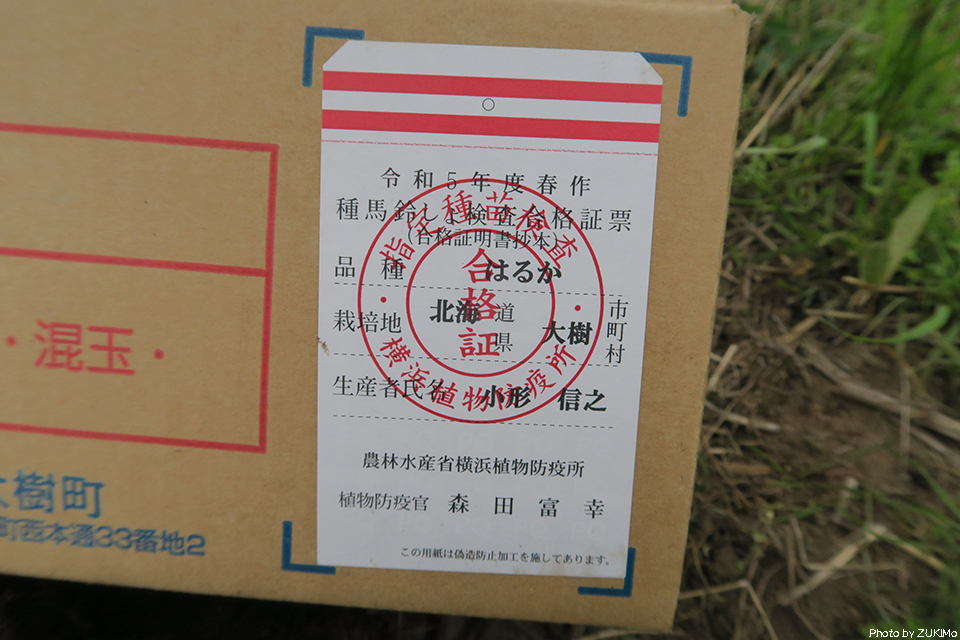 令和5年度春作
種馬鈴しょ検査合格証票
(合格証明書抄本)
品種 はるか
栽培地 北海 道県 大樹 市町村
生産者氏名 小形 信之
農林水産省横浜植物防疫所
植物防疫官 森田富幸
この用紙は偽造防止加工を施してあります。
指定種苗検査
合格証
・横浜植物防疫所・
・混玉・
樹町
町西本通33番地2
Photo by ZUKIMo